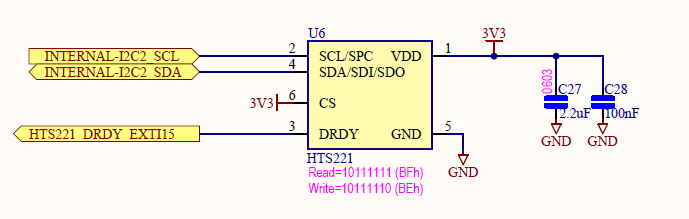 U6
3V3
INTERNAL-I2C2_SCL 2 SCL/SPC VDD 1
INTERNAL-I2C2_SDA 4 SDA/SDI/SDO
0603
C27 C28
2.2uF 100nF
3V3 6 CS
HTS221_DRDY_EXTI15 3 DRDY GND 5
GND GND
HTS221
GND
Read=10111111 (BFh)
Write=10111110 (BEh)